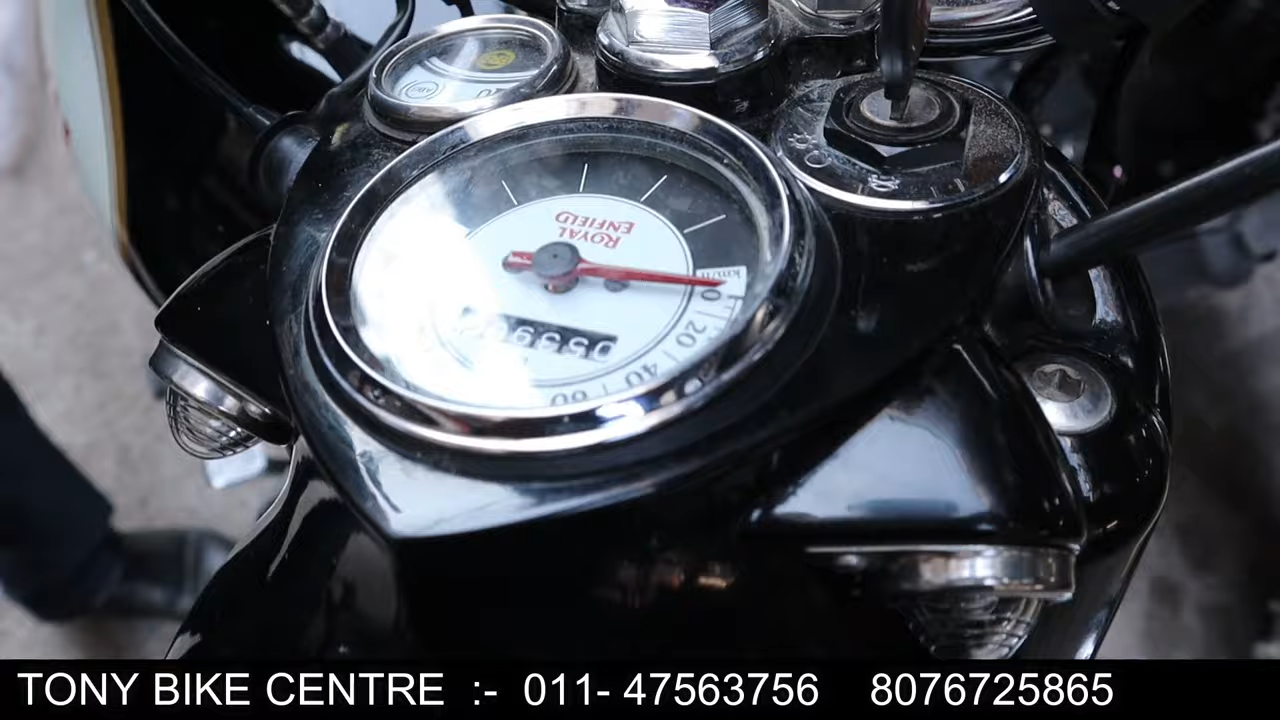 ROYAL
ENFIELD
km/h
0
20
40
60
TONY BIKE CENTRE :- 011- 47563756 8076725865